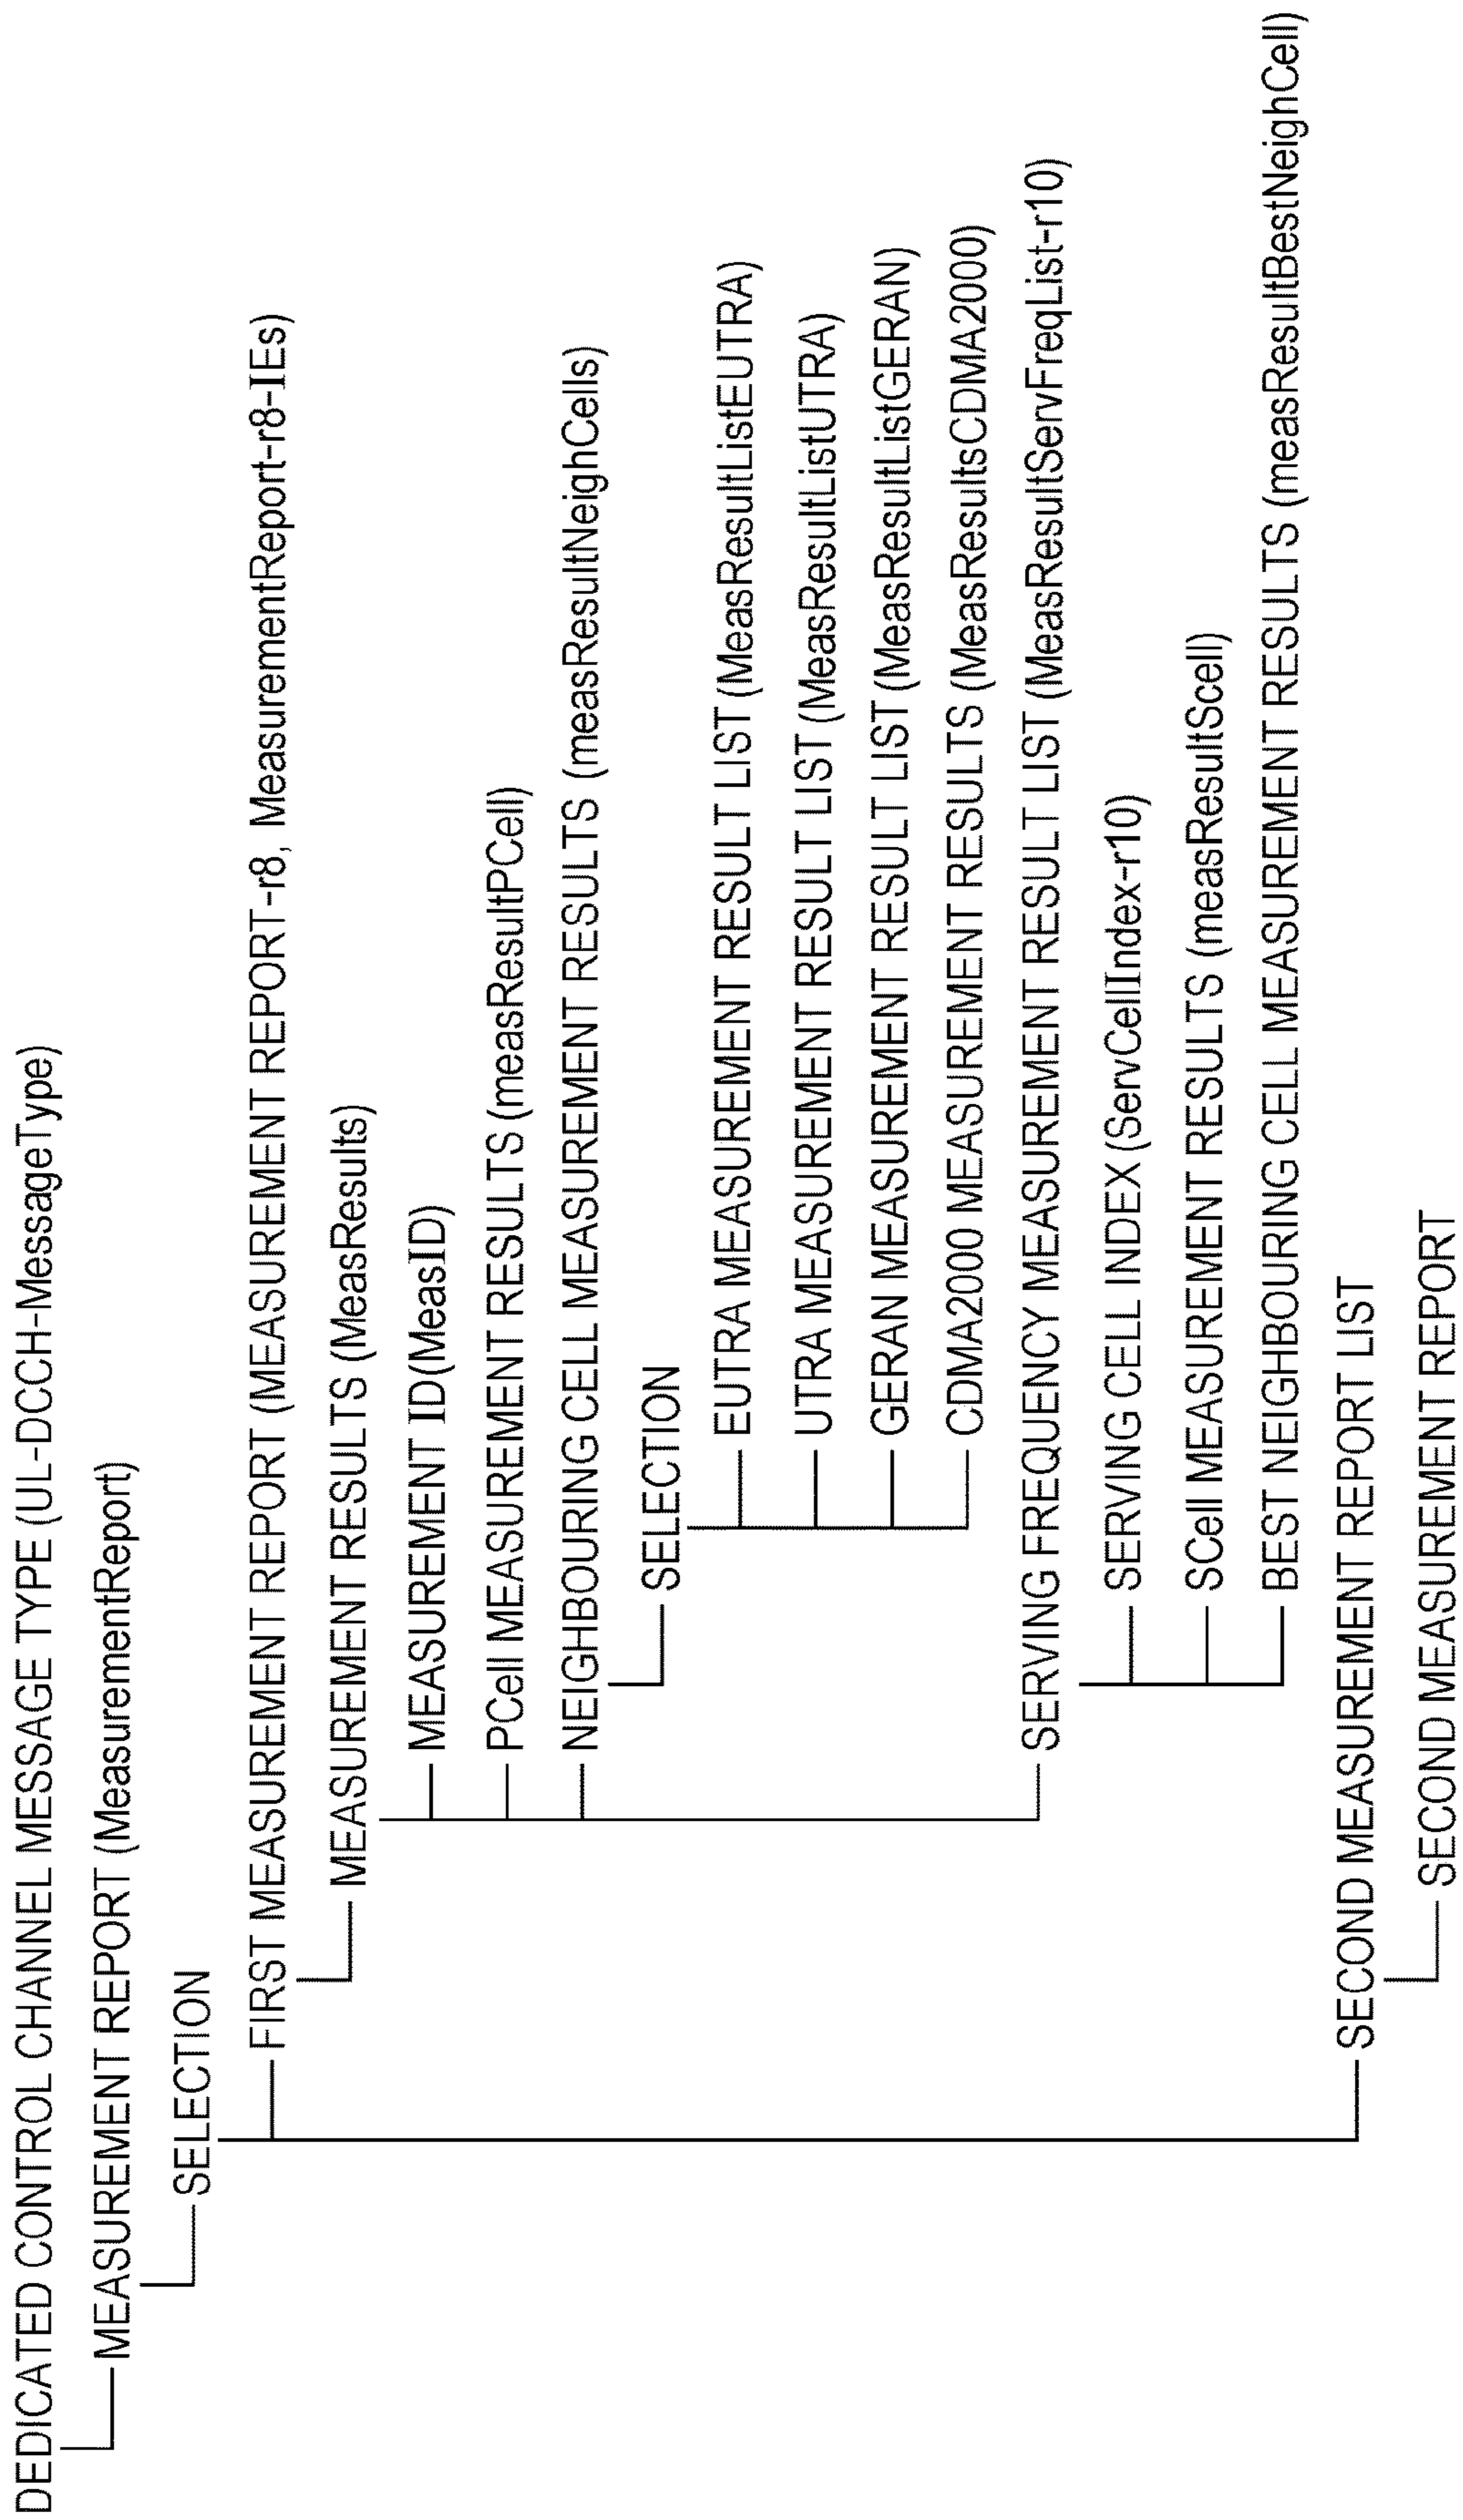 DEDICATED CONTROL CHANNEL MESSAGE TYPE (UL-DCCH-MessageType)
MEASUREMENT REPORT (MeasurementReport)
SELECTION
FIRST MEASUREMENT REPORT (MEASUREMENT REPORT-r8, MeasurementReport-r8-IEs)
MEASUREMENT RESULTS (MeasResults)
MEASUREMENT ID(MeasID)
PCell MEASUREMENT RESULTS (measResultPCell)
NEIGHBOURING CELL MEASUREMENT RESULTS (measResultNeighCells)
SELECTION
EUTRA MEASUREMENT RESULT LIST (MeasResultListEUTRA)
UTRA MEASUREMENT RESULT LIST (MeasResultListUTRA)
GERAN MEASUREMENT RESULT LIST (MeasResultListGERAN)
CDMA2000 MEASUREMENT RESULTS (MeasResultsCDMA2000)
SERVING FREQUENCY MEASUREMENT RESULT LIST (MeasResultServFreqList-r10)
SERVING CELL INDEX (ServCellIndex-r10)
SCell MEASUREMENT RESULTS (measResultScell)
BEST NEIGHBOURING CELL MEASUREMENT RESULTS (measResultBestNeighCell)
SECOND MEASUREMENT REPORT LIST
SECOND MEASUREMENT REPORT